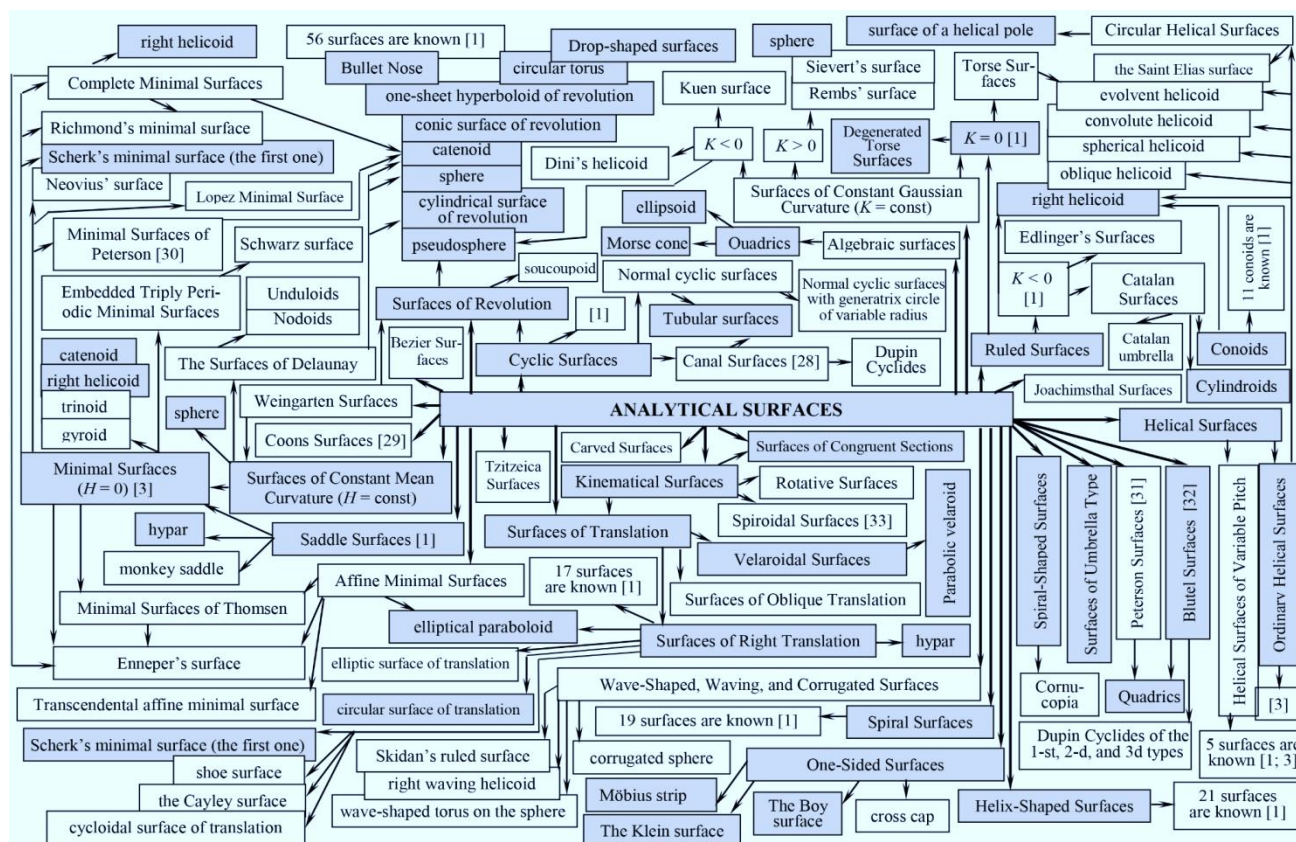 right helicoid
56 surfaces are known [1]
Drop-shaped surfaces
sphere
surface of a helical pole
Circular Helical Surfaces
Complete Minimal Surfaces
Bullet Nose
circular torus
Sievert's surface
Torse Sur-
faces
the Saint Elias surface
Kuen surface
Rembs' surface
evolvent helicoid
one-sheet hyperboloid of revolution
Richmond's minimal surface
conic surface of revolution
Degenerated
Torse
Surfaces
K = 0 [1]
convolute helicoid
Scherk's minimal surface (the first one)
catenoid
Dini's helicoid
K < 0
K > 0
spherical helicoid
Neovius' surface
Lopez Minimal Surface
sphere
Surfaces of Constant Gaussian
Curvature (K = const)
oblique helicoid
cylindrical surface
of revolution
ellipsoid
right helicoid
Minimal Surfaces of
Peterson [30]
Schwarz surface
pseudosphere
Morse cone
Ouadrics
Algebraic surfaces
Edlinger's Surfaces
11 conoids are
known [1]
soucoupoid
Normal cyclic surfaces
Normal cyclic surfaces
with generatrix circle
of variable radius
K < 0
[1]
Catalan
Surfaces
Embedded Triply Peri-
odic Minimal Surfaces
Unduloids
Nodoids
Surfaces of Revolution
[1]
Tubular surfaces
Catalan
umbrella
Conoids
catenoid
The Surfaces of Delaunay
Bezier Sur-
faces
Cyclic Surfaces
Canal Surfaces [28]
Dupin
Cyclides
Ruled Surfaces
right helicoid
Cylindroids
trinoid
sphere
Weingarten Surfaces
ANALYTICAL SURFACES
Joachimsthal Surfaces
gyroid
Coons Surfaces [29]
Carved Surfaces
Surfaces of Congruent Sections
Helical Surfaces
Minimal Surfaces
(H = 0) [3]
Surfaces of Constant Mean
Curvature (H = const)
Tzitzeica
Surfaces
Kinematical Surfaces
Rotative Surfaces
Spiroidal Surfaces [33]
Parabolic velaroid
Spiral-Shaped Surfaces
Surfaces of Umbrella Type
Peterson Surfaces [31]
Blutel Surfaces [32]
Helical Surfaces of Variable Pitch
Ordinary Helical Surfaces
hypar
Saddle Surfaces [1]
Surfaces of Translation
Velaroidal Surfaces
monkey saddle
Affine Minimal Surfaces
17 surfaces
are known [1]
Minimal Surfaces of Thomsen
Surfaces of Oblique Translation
elliptical paraboloid
Surfaces of Right Translation
hypar
Enneper's surface
elliptic surface of translation
Wave-Shaped, Waving, and Corrugated Surfaces
Cornu-
copia
Quadrics
[3]
Transcendental affine minimal surface
circular surface of translation
19 surfaces are known [1]
Spiral Surfaces
Dupin Cyclides of the
1-st, 2-d, and 3d types
5 surfaces are
known [1; 3]
Scherk's minimal surface (the first one)
Skidan's ruled surface
corrugated sphere
One-Sided Surfaces
shoe surface
right waving helicoid
Möbius strip
the Cayley surface
wave-shaped torus on the sphere
The Boy
surface
cross cap
Helix-Shaped Surfaces
21 surfaces
are known [1]
cycloidal surface of translation
The Klein surface